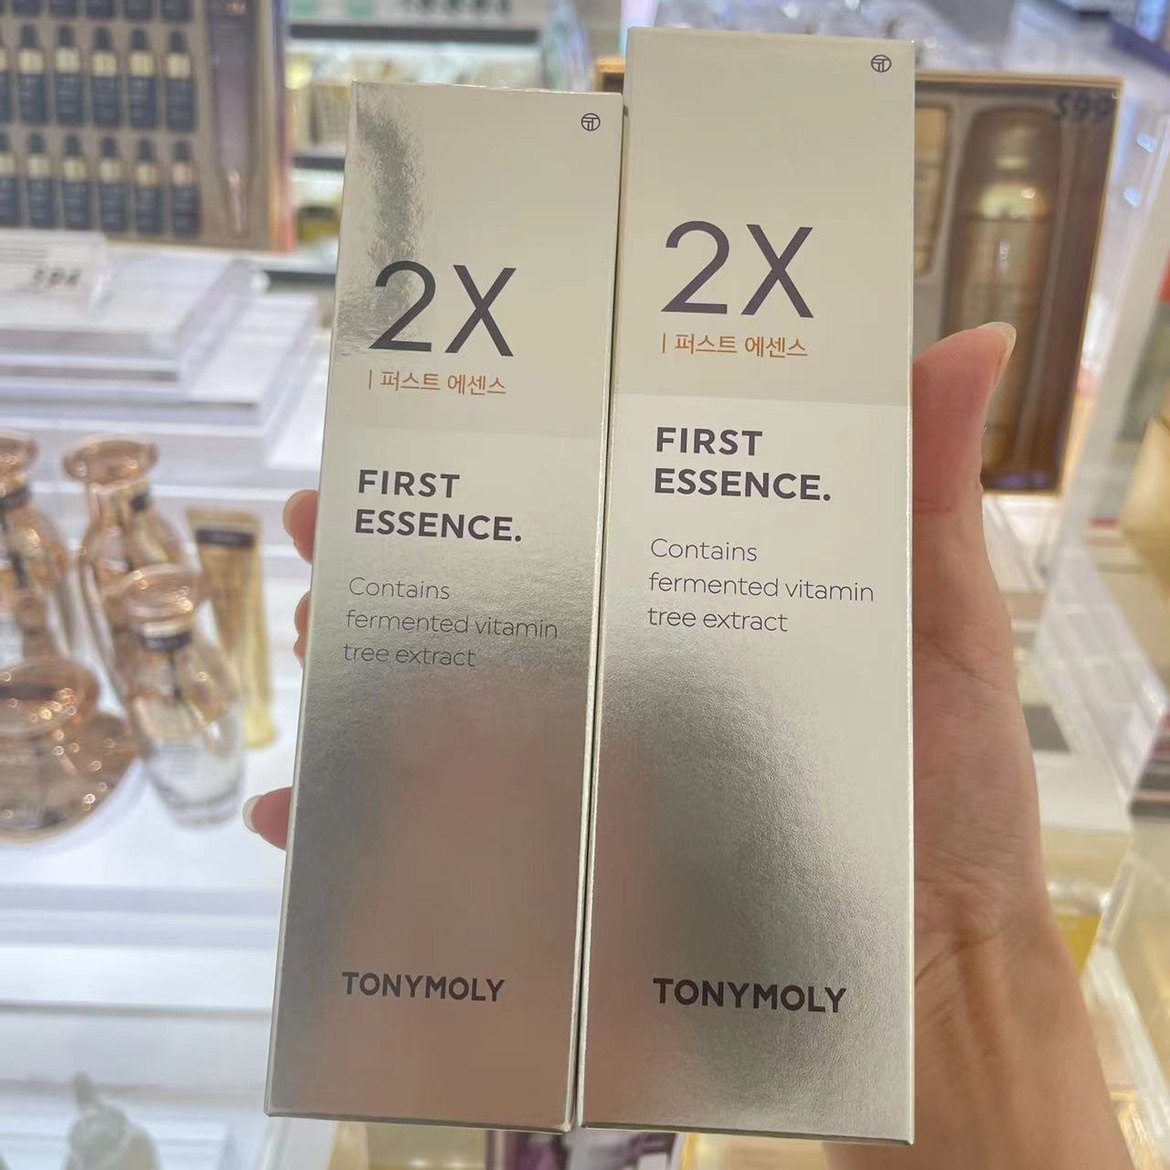 2X
| 퍼스트 에센스
FIRST
ESSENCE.
Contains
fermented vitamin
tree extract
TONYMOLY
2X
| 퍼스트 에센스
FIRST
ESSENCE.
Contains
fermented vitamin
tree extract
TONYMOLY